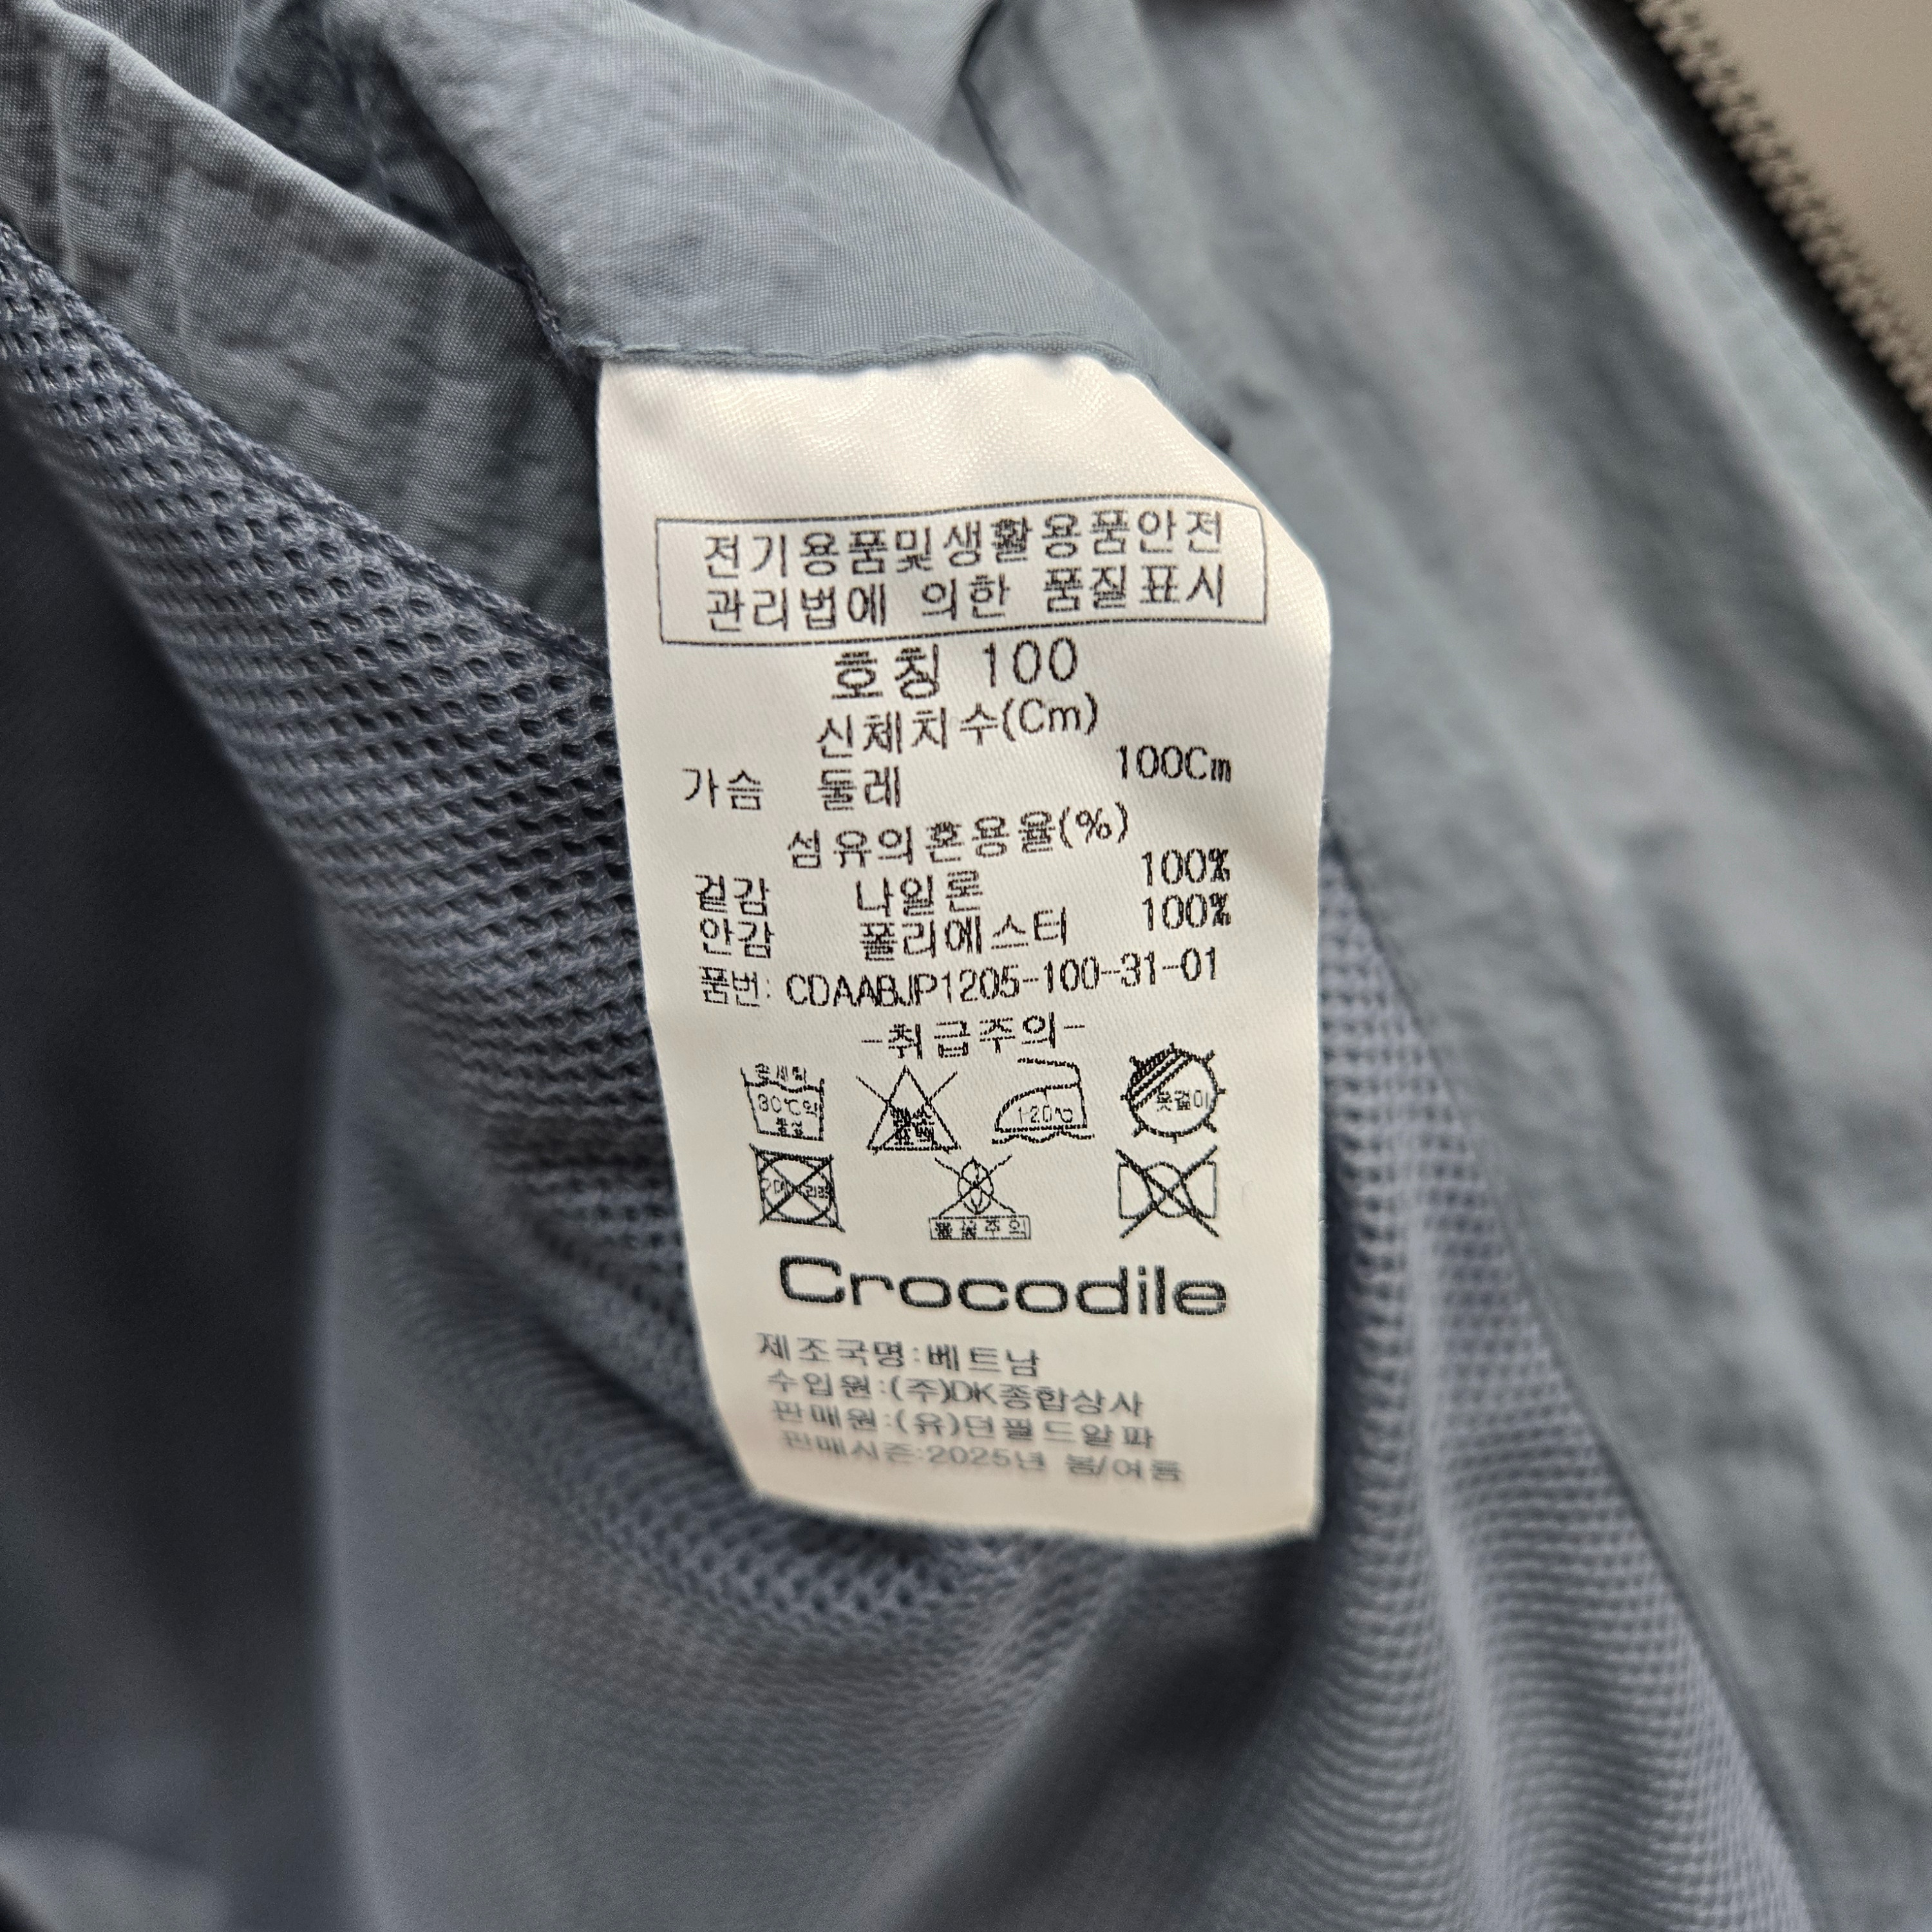 전기용품및생활용품안전
관리법에 의한 품질표시
호칭 100
신체치수(Cm)
가슴 둘레 100Cm
섬유의혼용율(%)
겉감 나일론 100%
안감 폴리에스터 100%
품번: CDAABJP1205-100-31-01
-취급주의-
30℃ 120℃ 옷걸이
Crocodile
제조국명:베트남
수입원:(주)DK종합상사
판매원:(유)던필드알파
판매시즌:2025년 봄/여름